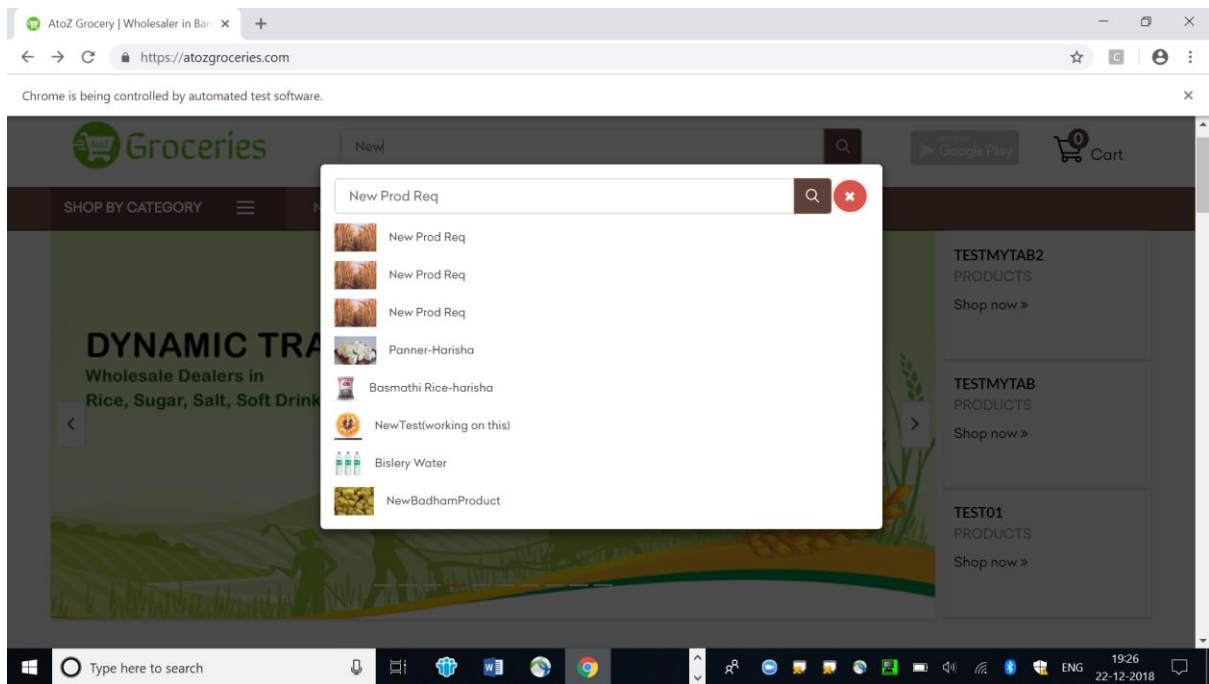 AtoZ Grocery | Wholesaler in Ban
https://atozgroceries.com
Chrome is being controlled by automated test software.
Groceries
New
Google Play
0
Cart
SHOP BY CATEGORY
N
New Prod Req
New Prod Req
New Prod Req
New Prod Req
Panner-Harisha
Basmathi Rice-harisha
NewTest(working on this)
Bislery Water
NewBadhamProduct
DYNAMIC TRA
Wholesale Dealers in
Rice, Sugar, Salt, Soft Drink
TESTMYTAB2
PRODUCTS
Shop now »
TESTMYTAB
PRODUCTS
Shop now »
TEST01
PRODUCTS
Shop now »
Type here to search
ENG
19:26
22-12-2018